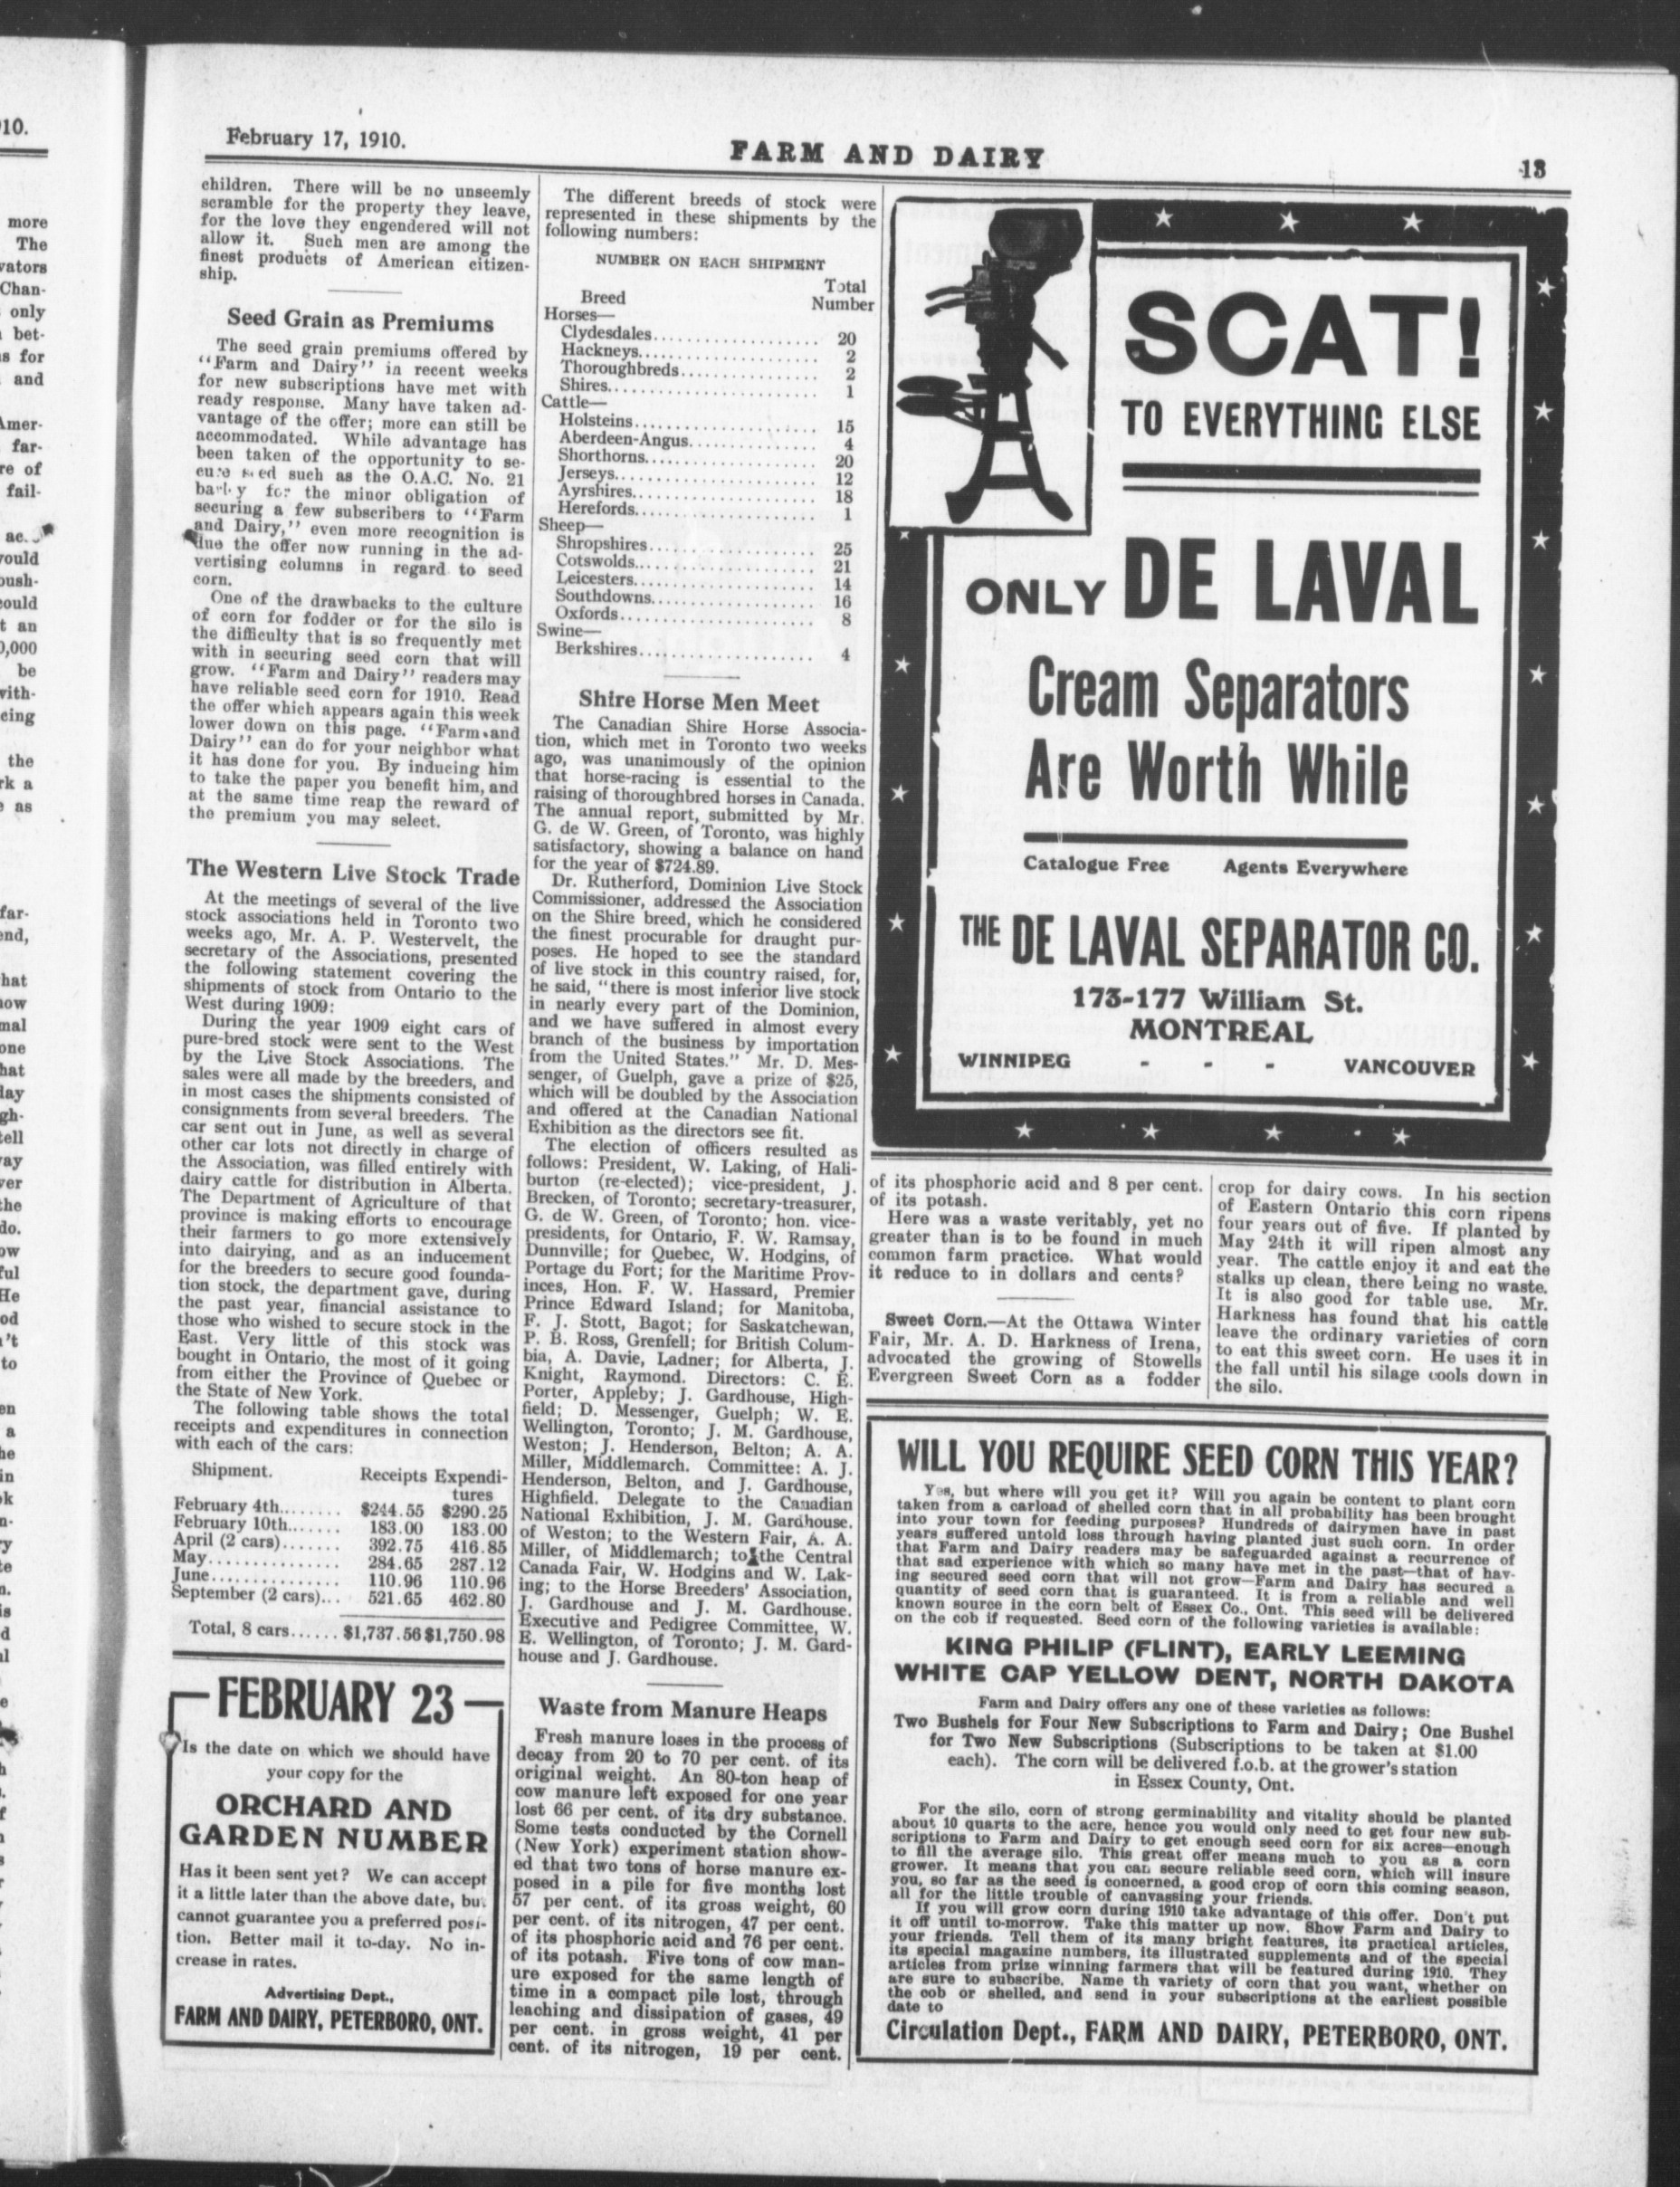 February 17, 1910.
FARM AND DAIRY
13
children. There will be no unseemly
scramble for the property they leave,
for the love they engendered will not
allow it. Such men are among the
finest products of American citizen-
ship.
Seed Grain as Premiums
The seed grain premiums offered by
"Farm and Dairy" in recent weeks
for new subscriptions have met with
ready response. Many have taken ad-
vantage of the offer; more can still be
accommodated. While advantage has
been taken of the opportunity to se-
cure seed such as the O.A.C. No. 21
barley for the minor obligation of
securing a few subscribers to "Farm
and Dairy," even more recognition is
due the offer now running in the ad-
vertising columns in regard to seed
corn.
One of the drawbacks to the culture
of corn for fodder or for the silo is
the difficulty that is so frequently met
with in securing seed corn that will
grow. "Farm and Dairy" readers may
have reliable seed corn for 1910. Read
the offer which appears again this week
lower down on this page. "Farm and
Dairy" can do for your neighbor what
it has done for you. By inducing him
to take the paper you benefit him, and
at the same time reap the reward of
the premium you may select.
The Western Live Stock Trade
At the meetings of several of the live
stock associations held in Toronto two
weeks ago, Mr. A. P. Westervelt, the
secretary of the Associations, presented
the following statement covering the
shipments of stock from Ontario to the
West during 1909:
During the year 1909 eight cars of
pure-bred stock were sent to the West
by the Live Stock Associations. The
sales were all made by the breeders, and
in most cases the shipments consisted of
consignments from several breeders. The
car sent out in June, as well as several
other car lots not directly in charge of
the Association, was filled entirely with
dairy cattle for distribution in Alberta.
The Department of Agriculture of that
province is making efforts to encourage
their farmers to go more extensively
into dairying, and as an inducement
for the breeders to secure good founda-
tion stock, the department gave, during
the past year, financial assistance to
those who wished to secure stock in the
East. Very little of this stock was
bought in Ontario, the most of it going
from either the Province of Quebec or
the State of New York.
The following table shows the total
receipts and expenditures in connection
with each of the cars:
Shipment. Receipts Expendi-
tures
February 4th........ $244.55 $290.25
February 10th....... 183.00 183.00
April (2 cars)....... 392.75 416.85
May............... 284.65 287.12
June............... 110.96 110.96
September (2 cars)... 521.65 462.80
Total, 8 cars...... $1,737.56 $1,750.98
FEBRUARY 23
Is the date on which we should have
your copy for the
ORCHARD AND
GARDEN NUMBER
Has it been sent yet? We can accept
it a little later than the above date, but
cannot guarantee you a preferred posi-
tion. Better mail it to-day. No in-
crease in rates.
Advertising Dept.,
FARM AND DAIRY, PETERBORO, ONT.
The different breeds of stock were
represented in these shipments by the
following numbers:
NUMBER ON EACH SHIPMENT
Total
Breed Number
Horses—
Clydesdales.................... 20
Hackneys...................... 2
Thoroughbreds................ 2
Shires.......................... 1
Cattle—
Holsteins...................... 15
Aberdeen-Angus............... 4
Shorthorns.................... 20
Jerseys........................ 12
Ayrshires...................... 18
Herefords...................... 1
Sheep—
Shropshires.................... 25
Cotswolds...................... 21
Leicesters...................... 14
Southdowns.................... 16
Oxfords........................ 8
Swine—
Berkshires..................... 4
Shire Horse Men Meet
The Canadian Shire Horse Associa-
tion, which met in Toronto two weeks
ago, was unanimously of the opinion
that horse-racing is essential to the
raising of thoroughbred horses in Canada.
The annual report, submitted by Mr.
G. de W. Green, of Toronto, was highly
satisfactory, showing a balance on hand
for the year of $724.89.
Dr. Rutherford, Dominion Live Stock
Commissioner, addressed the Association
on the Shire breed, which he considered
the finest procurable for draught pur-
poses. He hoped to see the standard
of live stock in this country raised, for,
he said, "there is most inferior live stock
in nearly every part of the Dominion,
and we have suffered in almost every
branch of the business by importation
from the United States." Mr. D. Mes-
senger, of Guelph, gave a prize of $25,
which will be doubled by the Association
and offered at the Canadian National
Exhibition as the directors see fit.
The election of officers resulted as
follows: President, W. Laking, of Hali-
burton (re-elected); vice-president, J.
Brecken, of Toronto; secretary-treasurer,
G. de W. Green, of Toronto; hon. vice-
presidents, for Ontario, F. W. Ramsay,
Dunnville; for Quebec, W. Hodgins, of
Portage du Fort; for the Maritime Prov-
inces, Hon. F. W. Hassard, Premier
Prince Edward Island; for Manitoba,
F. J. Stott, Bagot; for Saskatchewan,
P. B. Ross, Grenfell; for British Colum-
bia, A. Davie, Ladner; for Alberta, J.
Knight, Raymond. Directors: C. E.
Porter, Appleby; J. Gardhouse, High-
field; D. Messenger, Guelph; W. E.
Wellington, Toronto; J. M. Gardhouse,
Weston; J. Henderson, Belton; A. A.
Miller, Middlemarch. Committee: A. J.
Henderson, Belton, and J. Gardhouse,
Highfield. Delegate to the Canadian
National Exhibition, J. M. Gardhouse,
of Weston; to the Western Fair, A. A.
Miller, of Middlemarch; to the Central
Canada Fair, W. Hodgins and W. Lak-
ing; to the Horse Breeders' Association,
J. Gardhouse and J. M. Gardhouse.
Executive and Pedigree Committee, W.
E. Wellington, of Toronto; J. M. Gard-
house and J. Gardhouse.
Waste from Manure Heaps
Fresh manure loses in the process of
decay from 20 to 70 per cent. of its
original weight. An 80-ton heap of
cow manure left exposed for one year
lost 66 per cent. of its dry substance.
Some tests conducted by the Cornell
(New York) experiment station show-
ed that two tons of horse manure ex-
posed in a pile for five months lost
57 per cent. of its gross weight, 60
per cent. of its nitrogen, 47 per cent.
of its phosphoric acid and 76 per cent.
of its potash. Five tons of cow man-
ure exposed for the same length of
time in a compact pile lost, through
leaching and dissipation of gases, 49
per cent. in gross weight, 41 per
cent. of its nitrogen, 19 per cent.
SCAT!
TO EVERYTHING ELSE
ONLY DE LAVAL
Cream Separators
Are Worth While
Catalogue Free Agents Everywhere
THE DE LAVAL SEPARATOR CO.
173-177 William St.
MONTREAL
WINNIPEG - - - VANCOUVER
of its phosphoric acid and 8 per cent.
of its potash.
Here was a waste veritably, yet no
greater than is to be found in much
common farm practice. What would
it reduce to in dollars and cents?
Sweet Corn.—At the Ottawa Winter
Fair, Mr. A. D. Harkness of Irena,
advocated the growing of Stowells
Evergreen Sweet Corn as a fodder
crop for dairy cows. In his section
of Eastern Ontario this corn ripens
four years out of five. If planted by
May 24th it will ripen almost any
year. The cattle enjoy it and eat the
stalks up clean, there being no waste.
It is also good for table use. Mr.
Harkness has found that his cattle
leave the ordinary varieties of corn
to eat this sweet corn. He uses it in
the fall until his silage cools down in
the silo.
WILL YOU REQUIRE SEED CORN THIS YEAR?
Yes, but where will you get it? Will you again be content to plant corn
taken from a carload of shelled corn that in all probability has been brought
into your town for feeding purposes? Hundreds of dairymen have in past
years suffered untold loss through having planted just such corn. In order
that Farm and Dairy readers may be safeguarded against a recurrence of
that sad experience with which so many have met in the past—that of hav-
ing secured seed corn that will not grow—Farm and Dairy has secured a
quantity of seed corn that is guaranteed. It is from a reliable and well
known source in the corn belt of Essex Co., Ont. This seed will be delivered
on the cob if requested. Seed corn of the following varieties is available:
KING PHILIP (FLINT), EARLY LEEMING
WHITE CAP YELLOW DENT, NORTH DAKOTA
Farm and Dairy offers any one of these varieties as follows:
Two Bushels for Four New Subscriptions to Farm and Dairy; One Bushel
for Two New Subscriptions (Subscriptions to be taken at $1.00
each). The corn will be delivered f.o.b. at the grower's station
in Essex County, Ont.
For the silo, corn of strong germinability and vitality should be planted
about 10 quarts to the acre, hence you would only need to get four new sub-
scriptions to Farm and Dairy to get enough seed corn for six acres—enough
to fill the average silo. This great offer means much to you as a corn
grower. It means that you can secure reliable seed corn, which will insure
you, so far as the seed is concerned, a good crop of corn this coming season,
all for the little trouble of canvassing your friends.
If you will grow corn during 1910 take advantage of this offer. Don't put
it off until to-morrow. Take this matter up now. Show Farm and Dairy to
your friends. Tell them of its many bright features, its practical articles,
its special magazine numbers, its illustrated supplements and of the special
articles from prize winning farmers that will be featured during 1910. They
are sure to subscribe. Name th variety of corn that you want, whether on
the cob or shelled, and send in your subscriptions at the earliest possible
date to
Circulation Dept., FARM AND DAIRY, PETERBORO, ONT.